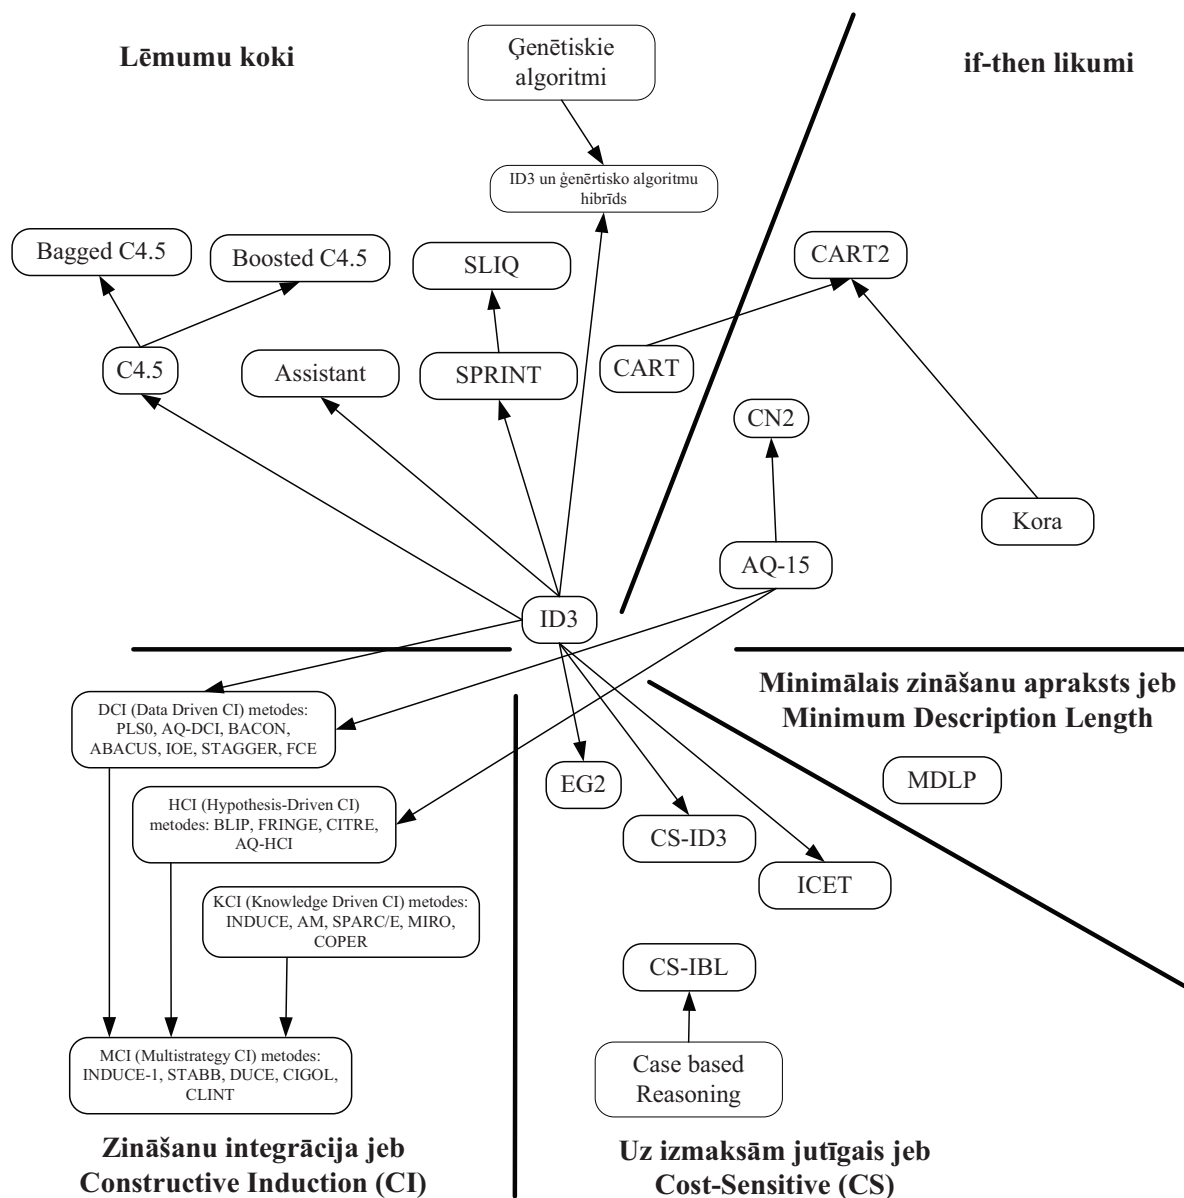 Lēmumu koki
Ģenētiskie
algoritmi
if-then likumi
ID3 un ģenērtisko algoritmu
hibrīds
Bagged C4.5
Boosted C4.5
SLIQ
CART2
C4.5
Assistant
SPRINT
CART
CN2
Kora
AQ-15
ID3
Minimālais zināšanu apraksts jeb
Minimum Description Length
DCI (Data Driven CI) metodes:
PLS0, AQ-DCI, BACON,
ABACUS, IOE, STAGGER, FCE
EG2
MDLP
HCI (Hypothesis-Driven CI)
metodes: BLIP, FRINGE, CITRE,
AQ-HCI
CS-ID3
ICET
KCI (Knowledge Driven CI) metodes:
INDUCE, AM, SPARC/E, MIRO,
COPER
CS-IBL
MCI (Multistrategy CI) metodes:
INDUCE-1, STABB, DUCE, CIGOL,
CLINT
Case based
Reasoning
Zināšanu integrācija jeb
Constructive Induction (CI)
Uz izmaksām jutīgais jeb
Cost-Sensitive (CS)